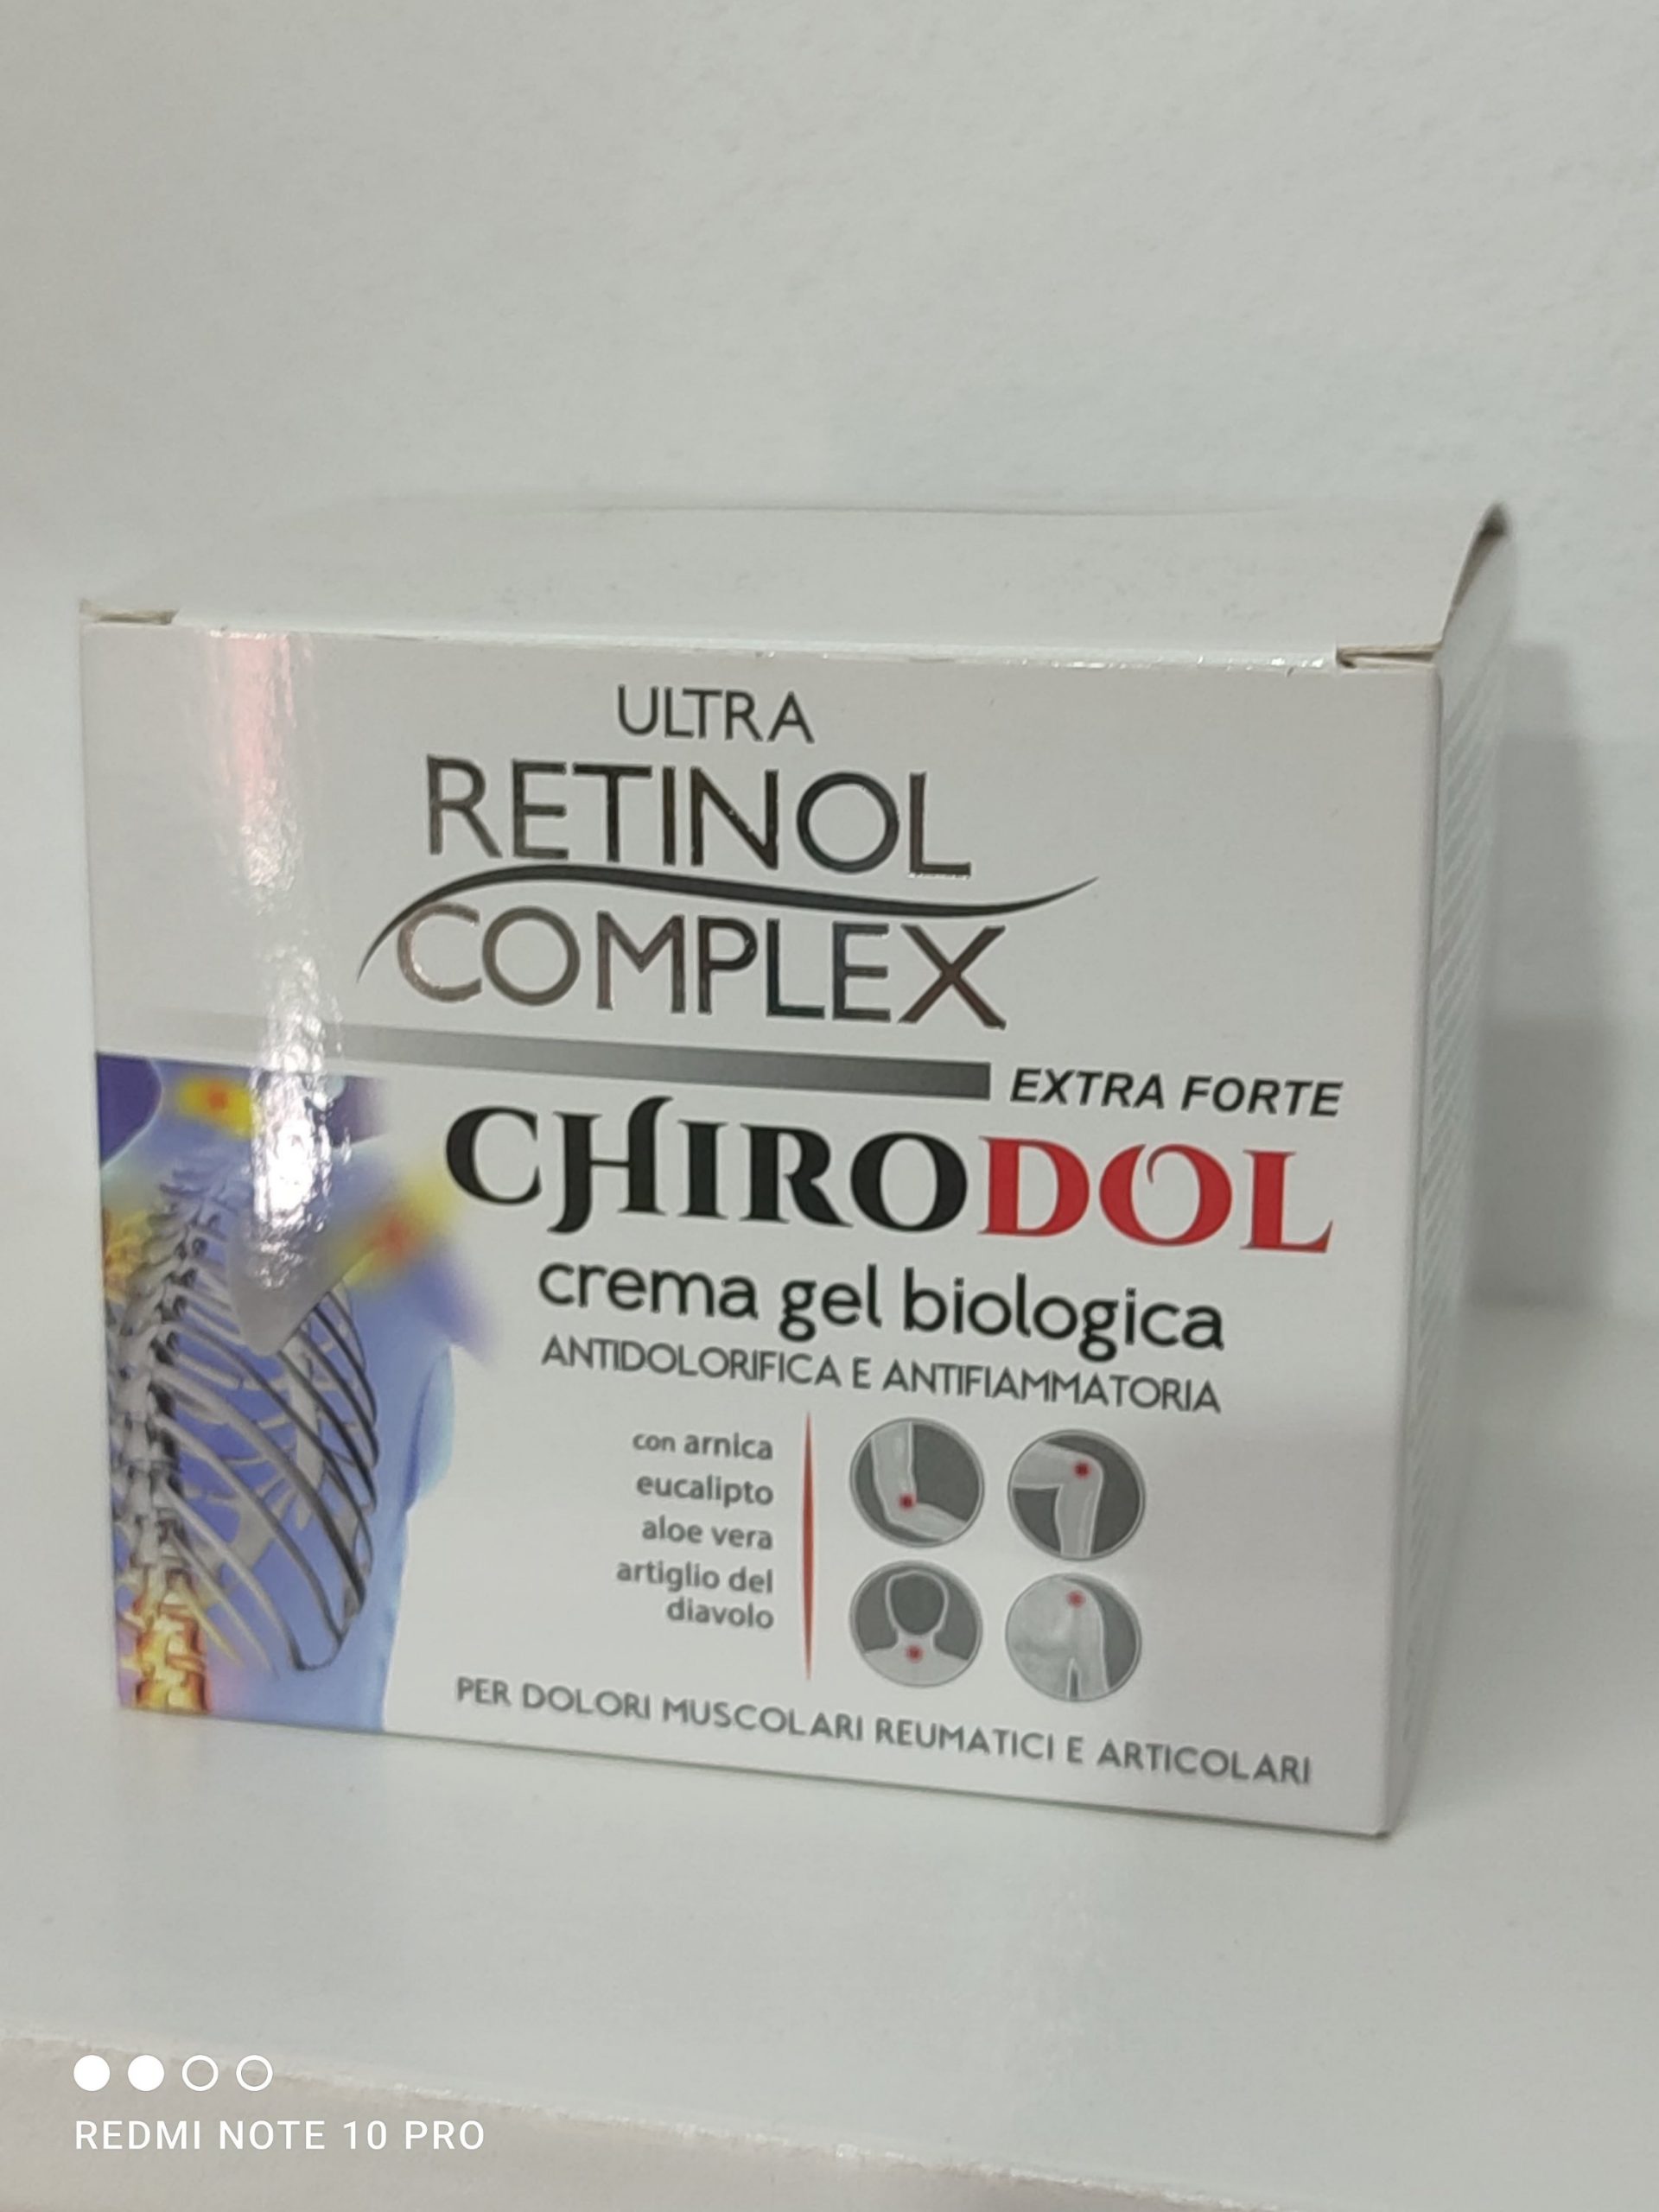 ULTRA
RETINOL
COMPLEX
EXTRA FORTE
CHIRODOL
crema gel biologica
ANTIDOLORIFICA E ANTIFIAMMATORIA
con arnica
eucalipto
aloe vera
artiglio del
diavolo
PER DOLORI MUSCOLARI REUMATICI E ARTICOLARI
REDMI NOTE 10 PRO